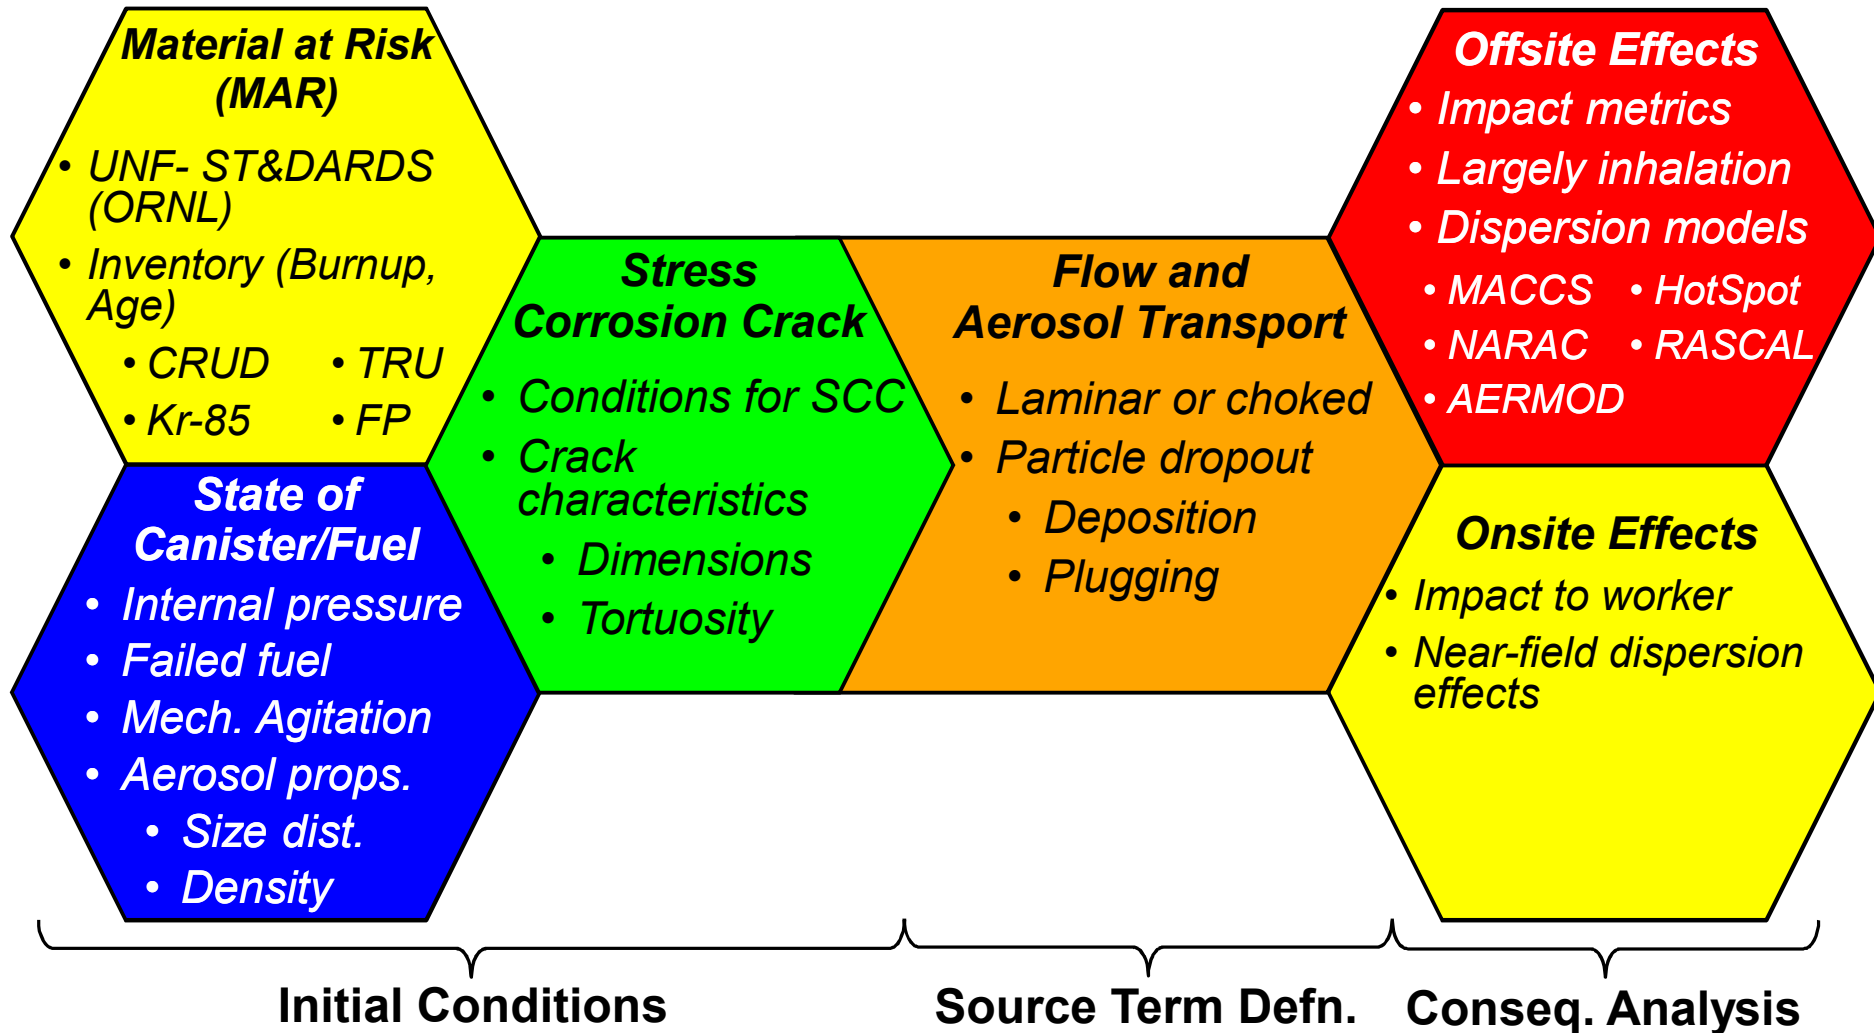 Material at Risk
(MAR)
• UNF- ST&DARDS
(ORNL)
• Inventory (Burnup,
Age)
• CRUD • TRU
• Kr-85 • FP
State of
Canister/Fuel
• Internal pressure
• Failed fuel
• Mech. Agitation
• Aerosol props.
• Size dist.
• Density
Stress
Corrosion Crack
• Conditions for SCC
• Crack
characteristics
• Dimensions
• Tortuosity
Flow and
Aerosol Transport
• Laminar or choked
• Particle dropout
• Deposition
• Plugging
Offsite Effects
• Impact metrics
• Largely inhalation
• Dispersion models
• MACCS • HotSpot
• NARAC • RASCAL
• AERMOD
Onsite Effects
• Impact to worker
• Near-field dispersion
effects
Initial Conditions
Source Term Defn.
Conseq. Analysis